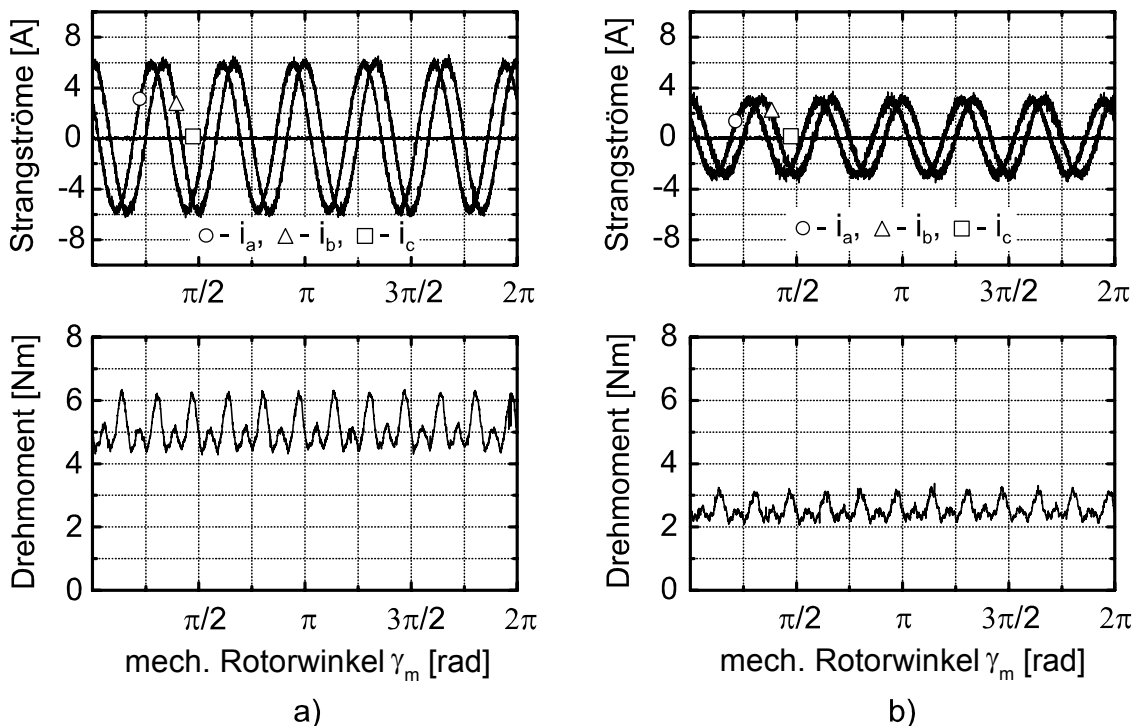 Strangströme [A]
8
4
0
-4
-8
○ - i_a, △ - i_b, □ - i_c
π/2 π 3π/2 2π
Drehmoment [Nm]
8
6
4
2
0
π/2 π 3π/2 2π
mech. Rotorwinkel γ_m [rad]
a)
Strangströme [A]
8
4
0
-4
-8
○ - i_a, △ - i_b, □ - i_c
π/2 π 3π/2 2π
Drehmoment [Nm]
8
6
4
2
0
π/2 π 3π/2 2π
mech. Rotorwinkel γ_m [rad]
b)